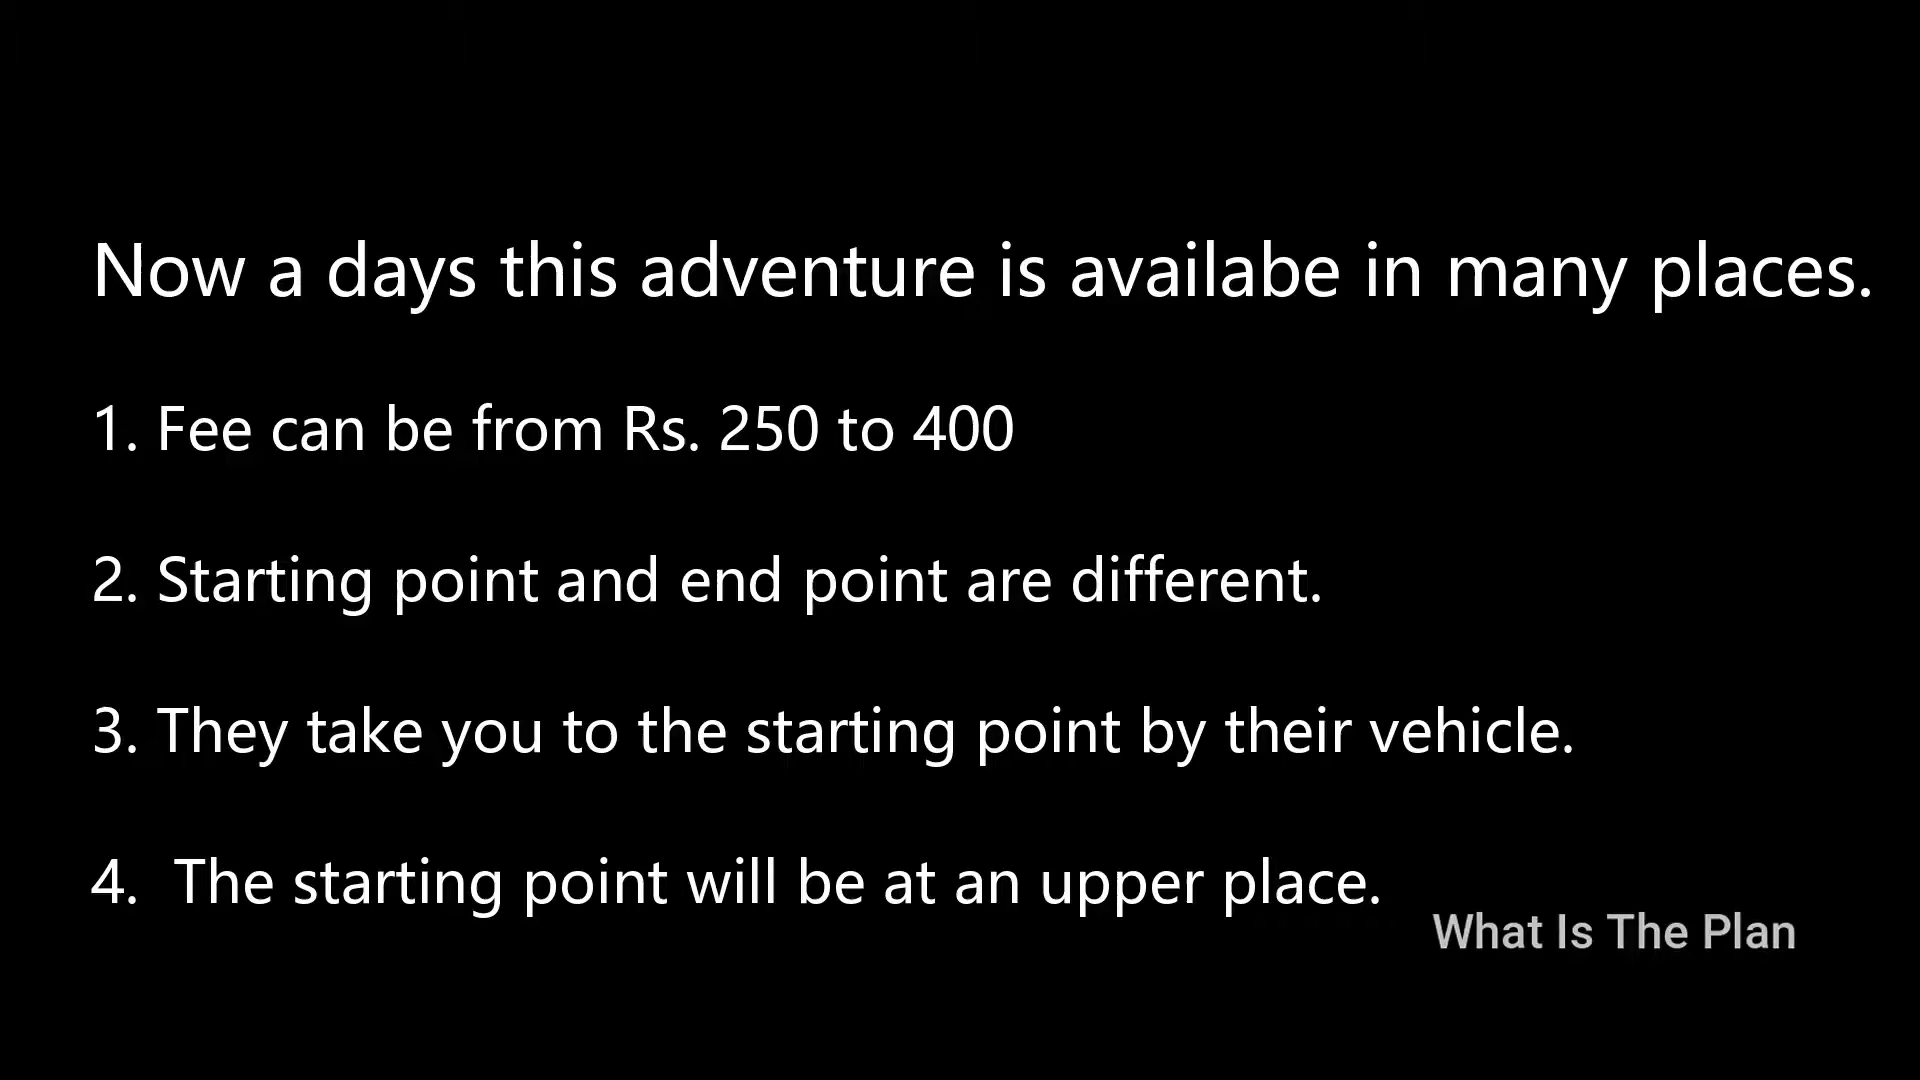 Now a days this adventure is availabe in many places.
1. Fee can be from Rs. 250 to 400
2. Starting point and end point are different.
3. They take you to the starting point by their vehicle.
4.  The starting point will be at an upper place.
What Is The Plan